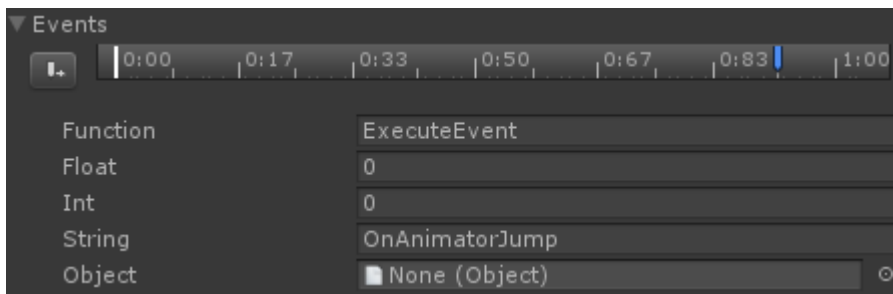 Events
0:00 0:17 0:33 0:50 0:67 0:83 1:00
Function ExecuteEvent
Float 0
Int 0
String OnAnimatorJump
Object None (Object)